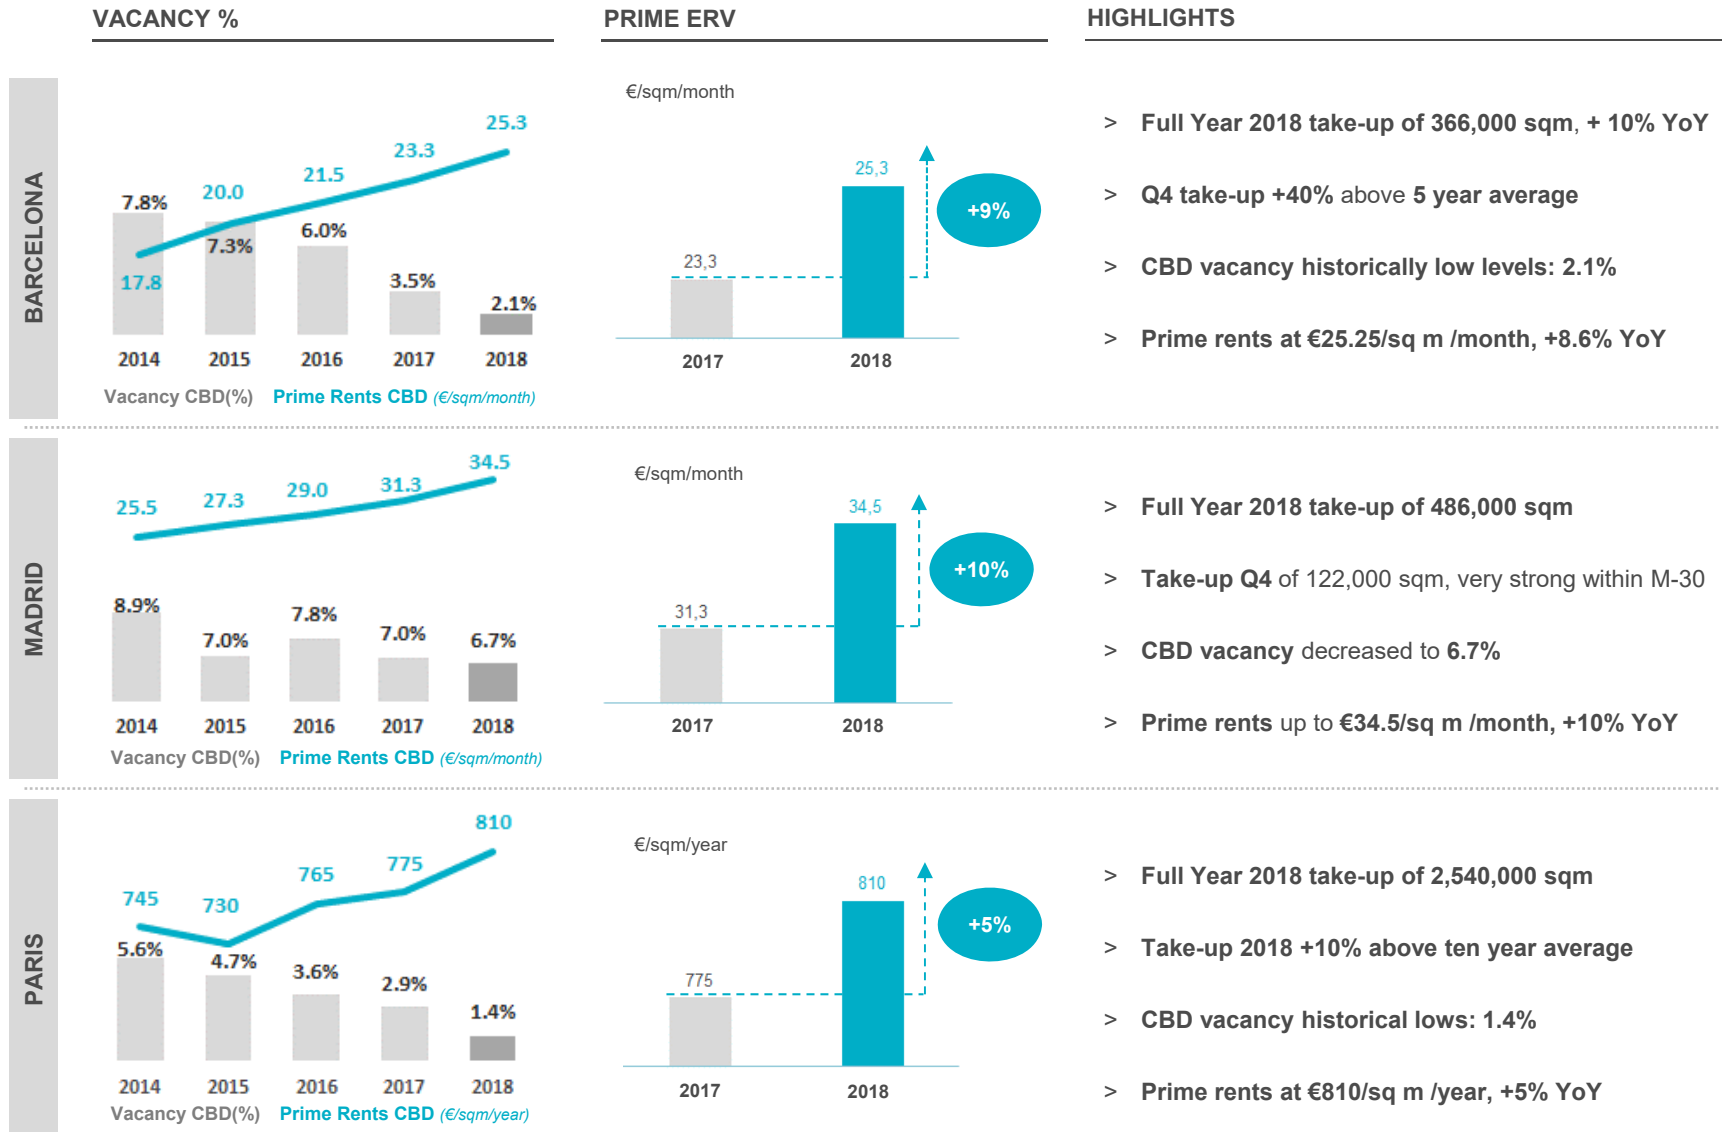 VACANCY %
PRIME ERV
HIGHLIGHTS
BARCELONA
25.3
23.3
21.5
20.0
17.8
7.8%
7.3%
6.0%
3.5%
2.1%
2014 2015 2016 2017 2018
Vacancy CBD(%) Prime Rents CBD (€/sqm/month)
€/sqm/month
25,3
23,3
+9%
2017 2018
> Full Year 2018 take-up of 366,000 sqm, + 10% YoY
> Q4 take-up +40% above 5 year average
> CBD vacancy historically low levels: 2.1%
> Prime rents at €25.25/sq m /month, +8.6% YoY
MADRID
34.5
31.3
29.0
27.3
25.5
8.9%
7.0%
7.8%
7.0%
6.7%
2014 2015 2016 2017 2018
Vacancy CBD(%) Prime Rents CBD (€/sqm/month)
€/sqm/month
34,5
31,3
+10%
2017 2018
> Full Year 2018 take-up of 486,000 sqm
> Take-up Q4 of 122,000 sqm, very strong within M-30
> CBD vacancy decreased to 6.7%
> Prime rents up to €34.5/sq m /month, +10% YoY
PARIS
810
775
765
730
745
5.6%
4.7%
3.6%
2.9%
1.4%
2014 2015 2016 2017 2018
Vacancy CBD(%) Prime Rents CBD (€/sqm/year)
€/sqm/year
810
775
+5%
2017 2018
> Full Year 2018 take-up of 2,540,000 sqm
> Take-up 2018 +10% above ten year average
> CBD vacancy historical lows: 1.4%
> Prime rents at €810/sq m /year, +5% YoY